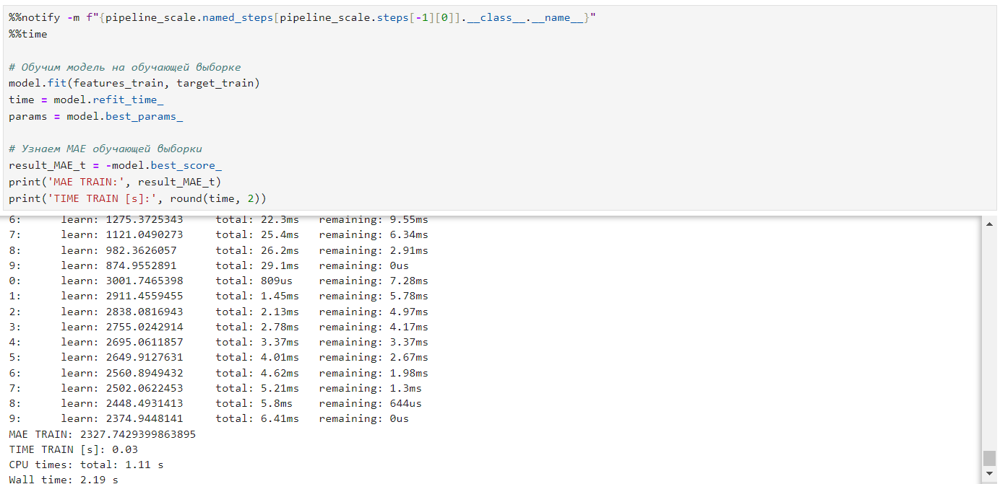 %%notify -m f"{pipeline_scale.named_steps[pipeline_scale.steps[-1][0]].__class__.__name__}"
%%time
# Обучим модель на обучающей выборке
model.fit(features_train, target_train)
time = model.refit_time_
params = model.best_params_
# Узнаем MAE обучающей выборки
result_MAE_t = -model.best_score_
print('MAE TRAIN:', result_MAE_t)
print('TIME TRAIN [s]:', round(time, 2))
6: learn: 1275.3725343 total: 22.3ms remaining: 9.55ms
7: learn: 1121.0490273 total: 25.4ms remaining: 6.34ms
8: learn: 982.3626057 total: 26.2ms remaining: 2.91ms
9: learn: 874.9552891 total: 29.1ms remaining: 0us
0: learn: 3001.7465398 total: 809us remaining: 7.28ms
1: learn: 2911.4559455 total: 1.45ms remaining: 5.78ms
2: learn: 2838.0816943 total: 2.13ms remaining: 4.97ms
3: learn: 2755.0242914 total: 2.78ms remaining: 4.17ms
4: learn: 2695.0611857 total: 3.37ms remaining: 3.37ms
5: learn: 2649.9127631 total: 4.01ms remaining: 2.67ms
6: learn: 2560.8949432 total: 4.62ms remaining: 1.98ms
7: learn: 2502.0622453 total: 5.21ms remaining: 1.3ms
8: learn: 2448.4931413 total: 5.8ms remaining: 644us
9: learn: 2374.9448141 total: 6.41ms remaining: 0us
MAE TRAIN: 2327.7429399863895
TIME TRAIN [s]: 0.03
CPU times: total: 1.11 s
Wall time: 2.19 s